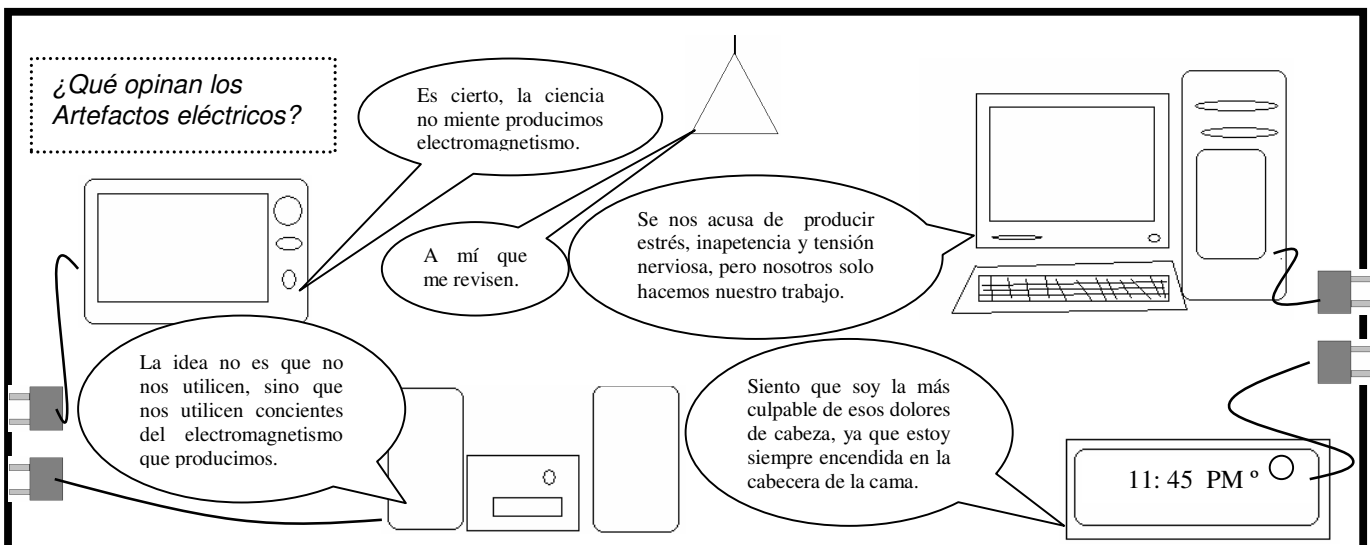 ¿Qué opinan los
Artefactos eléctricos?
Es cierto, la ciencia
no miente producimos
electromagnetismo.
A mí que
me revisen.
Se nos acusa de producir
estrés, inapetencia y tensión
nerviosa, pero nosotros solo
hacemos nuestro trabajo.
La idea no es que no
nos utilicen, sino que
nos utilicen concientes
del electromagnetismo
que producimos.
Siento que soy la más
culpable de esos dolores
de cabeza, ya que estoy
siempre encendida en la
cabecera de la cama.
11: 45 PM º